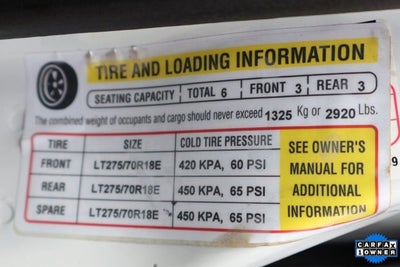 TIRE AND LOADING INFORMATION
SEATING CAPACITY TOTAL 6 FRONT 3 REAR 3
The combined weight of occupants and cargo should never exceed 1325 Kg or 2920 Lbs.
TIRE SIZE COLD TIRE PRESSURE
FRONT LT275/70R18E 420 KPA, 60 PSI
REAR LT275/70R18E 450 KPA, 65 PSI
SPARE LT275/70R18E 450 KPA, 65 PSI
SEE OWNER'S
MANUAL FOR
ADDITIONAL
INFORMATION
CARFAX
1 OWNER